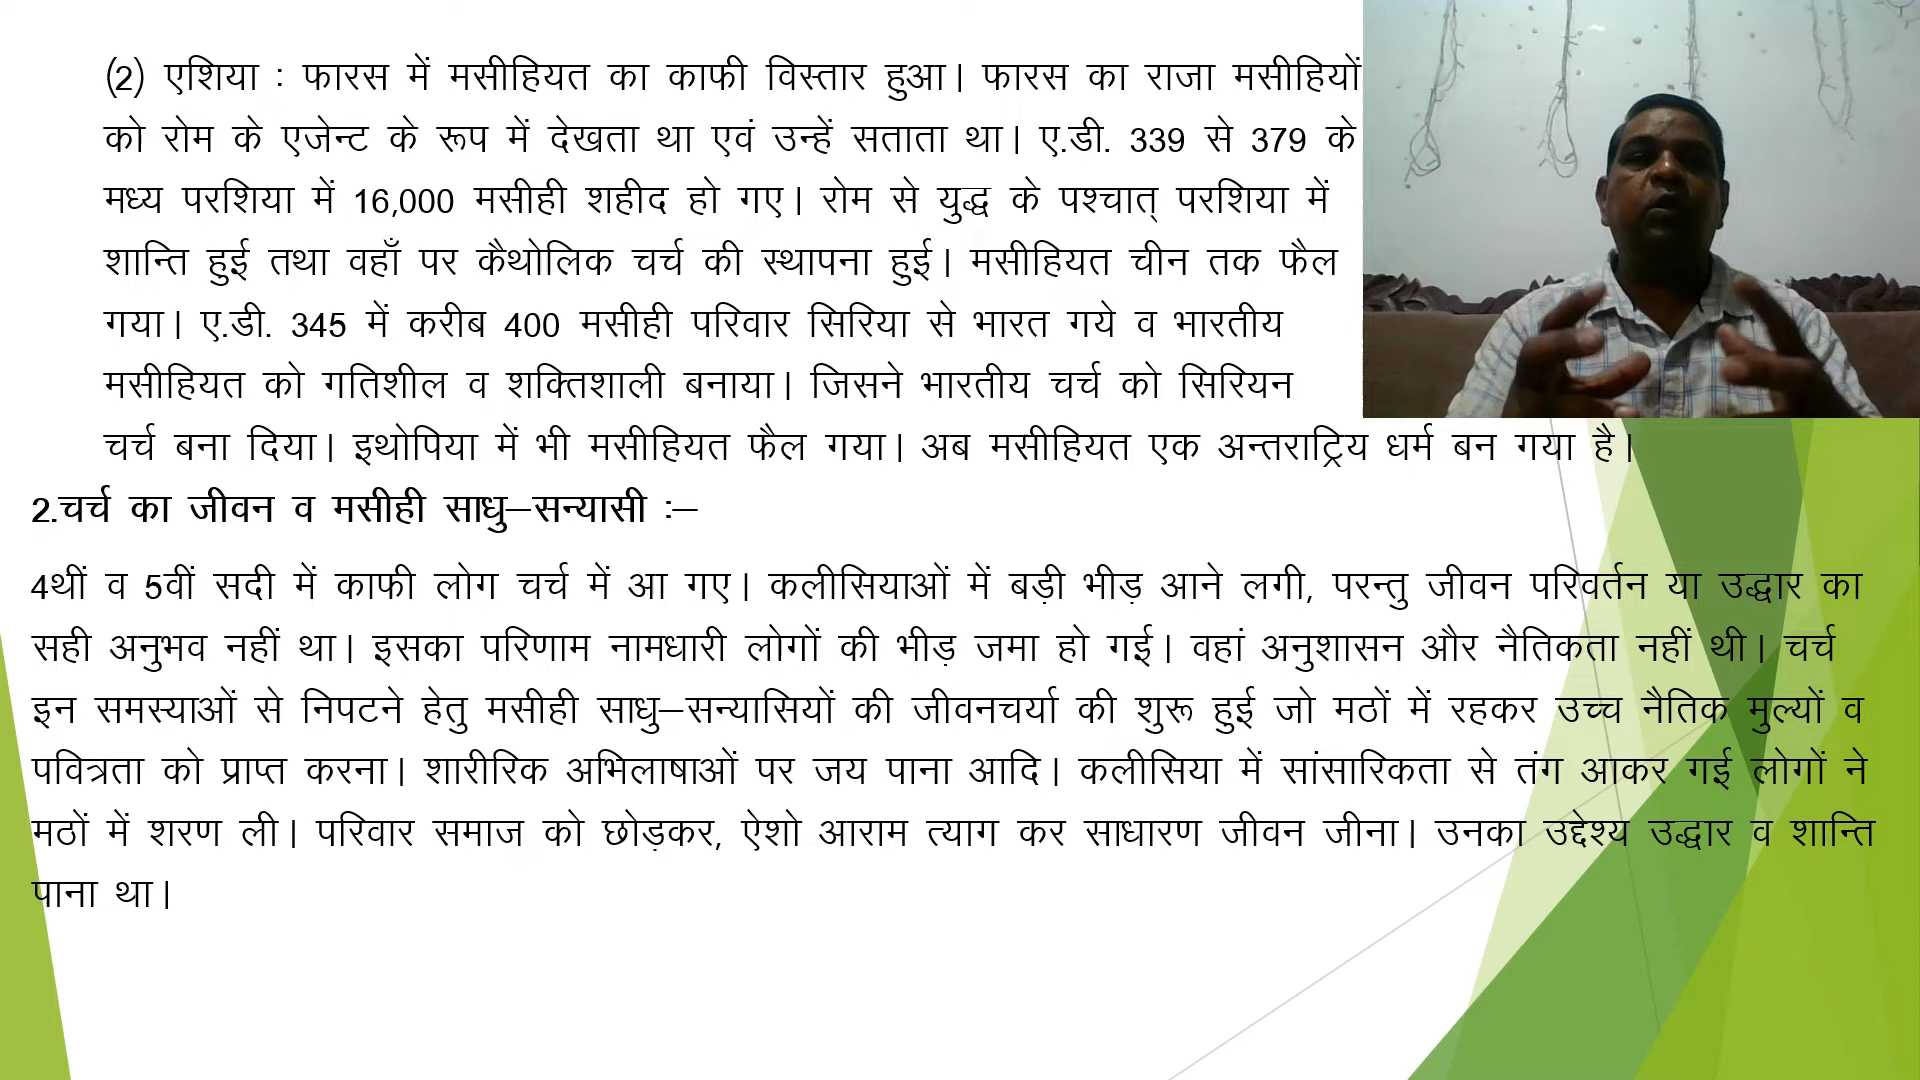 (2) एशिया : फारस में मसीहियत का काफी विस्तार हुआ। फारस का राजा मसीहियों
को रोम के एजेन्ट के रूप में देखता था एवं उन्हें सताता था। ए.डी. 339 से 379 के
मध्य परशिया में 16,000 मसीही शहीद हो गए। रोम से युद्ध के पश्चात् परशिया में
शान्ति हुई तथा वहाँ पर कैथोलिक चर्च की स्थापना हुई। मसीहियत चीन तक फैल
गया। ए.डी. 345 में करीब 400 मसीही परिवार सिरिया से भारत गये व भारतीय
मसीहियत को गतिशील व शक्तिशाली बनाया। जिसने भारतीय चर्च को सिरियन
चर्च बना दिया। इथोपिया में भी मसीहियत फैल गया। अब मसीहियत एक अन्तराट्रिय धर्म बन गया है।
2.चर्च का जीवन व मसीही साधु–सन्यासी :–
4थीं व 5वीं सदी में काफी लोग चर्च में आ गए। कलीसियाओं में बड़ी भीड़ आने लगी, परन्तु जीवन परिवर्तन या उद्धार का
सही अनुभव नहीं था। इसका परिणाम नामधारी लोगों की भीड़ जमा हो गई। वहां अनुशासन और नैतिकता नहीं थी। चर्च
इन समस्याओं से निपटने हेतु मसीही साधु–सन्यासियों की जीवनचर्या की शुरू हुई जो मठों में रहकर उच्च नैतिक मुल्यों व
पवित्रता को प्राप्त करना। शारीरिक अभिलाषाओं पर जय पाना आदि। कलीसिया में सांसारिकता से तंग आकर गई लोगों ने
मठों में शरण ली। परिवार समाज को छोड़कर, ऐशो आराम त्याग कर साधारण जीवन जीना। उनका उद्देश्य उद्धार व शान्ति
पाना था।